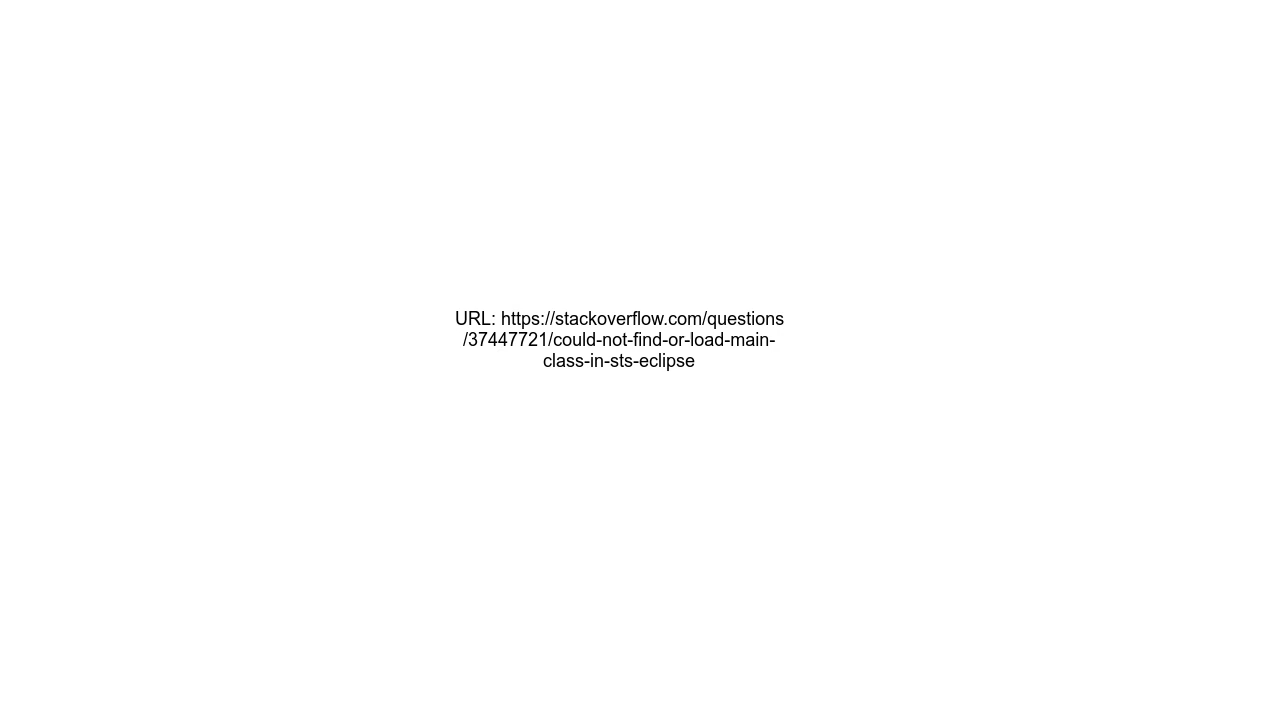 URL: https://stackoverflow.com/questions
/37447721/could-not-find-or-load-main-
class-in-sts-eclipse